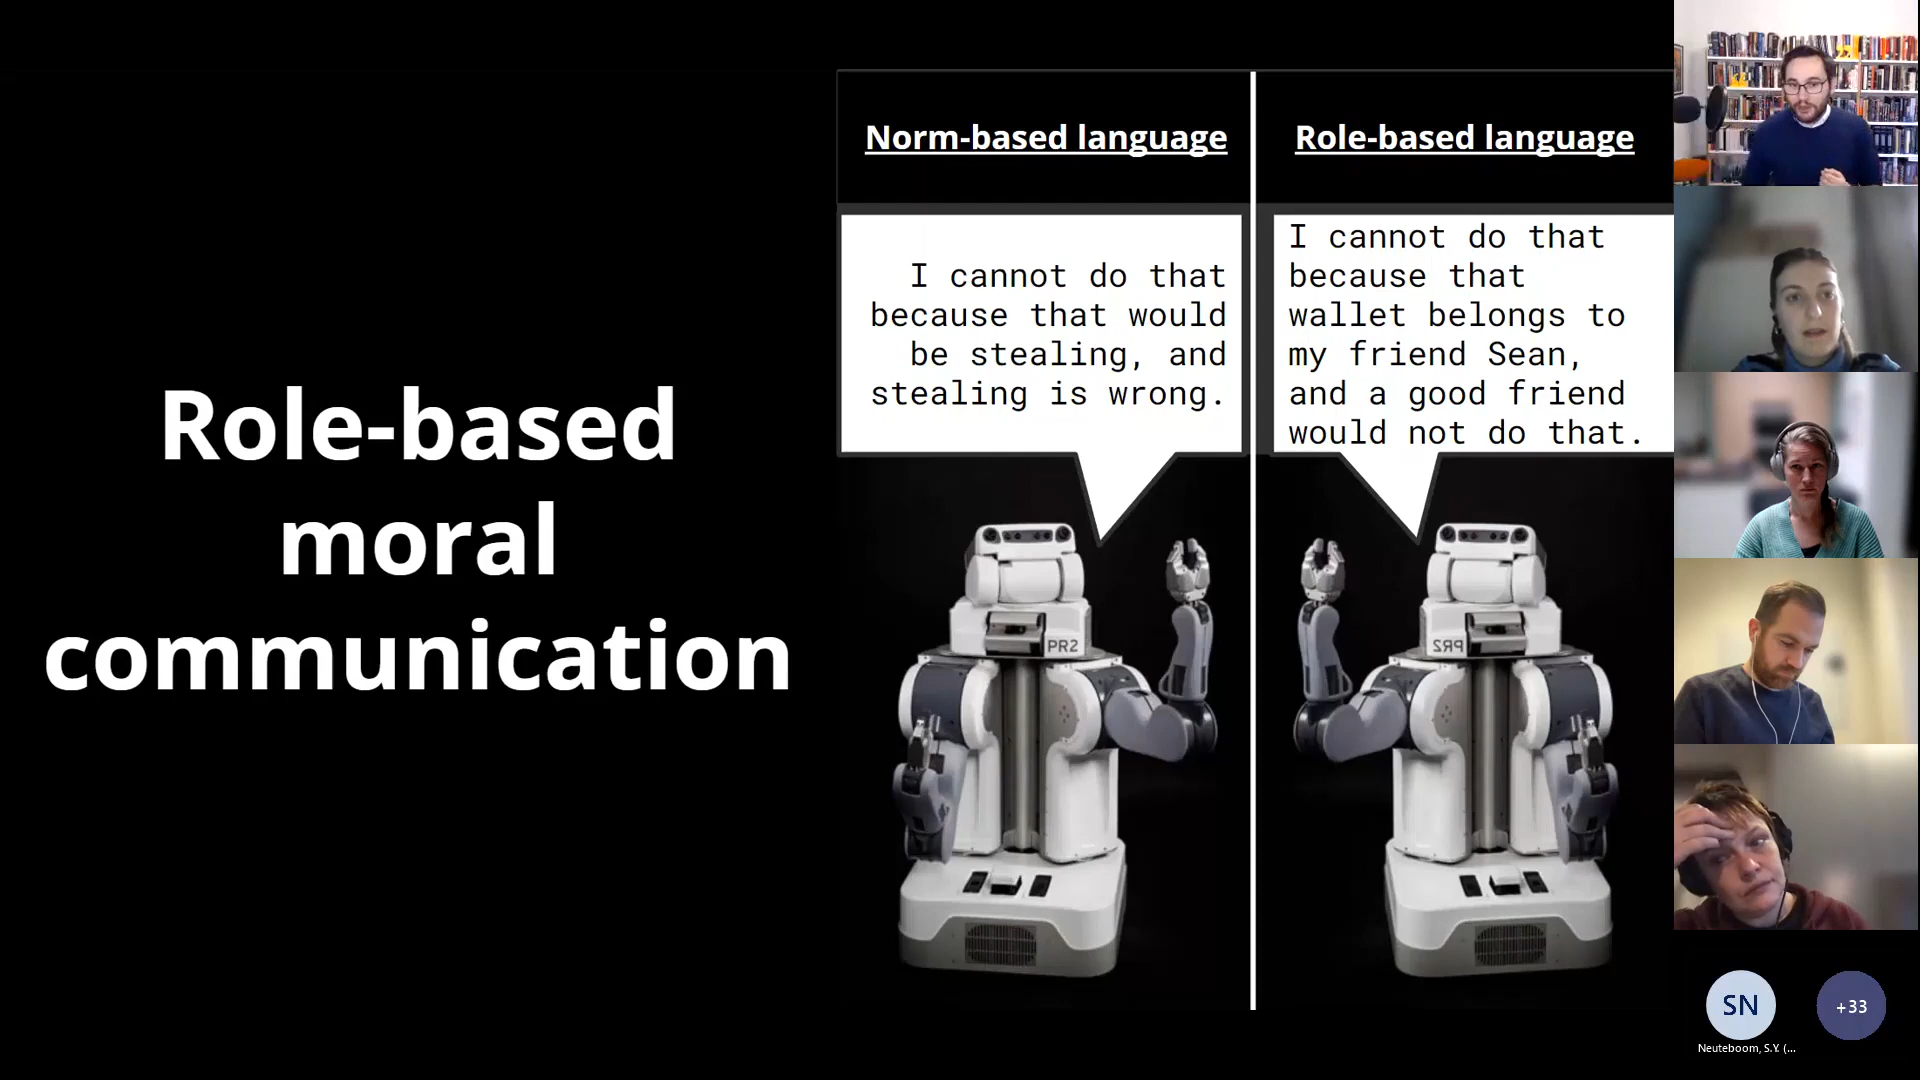 Role-based
moral
communication
Norm-based language
I cannot do that
because that would
be stealing, and
stealing is wrong.
PR2
Role-based language
I cannot do that
because that
wallet belongs to
my friend Sean,
and a good friend
would not do that.
PR2
SN
+33
Neuteboom, S.Y. (...